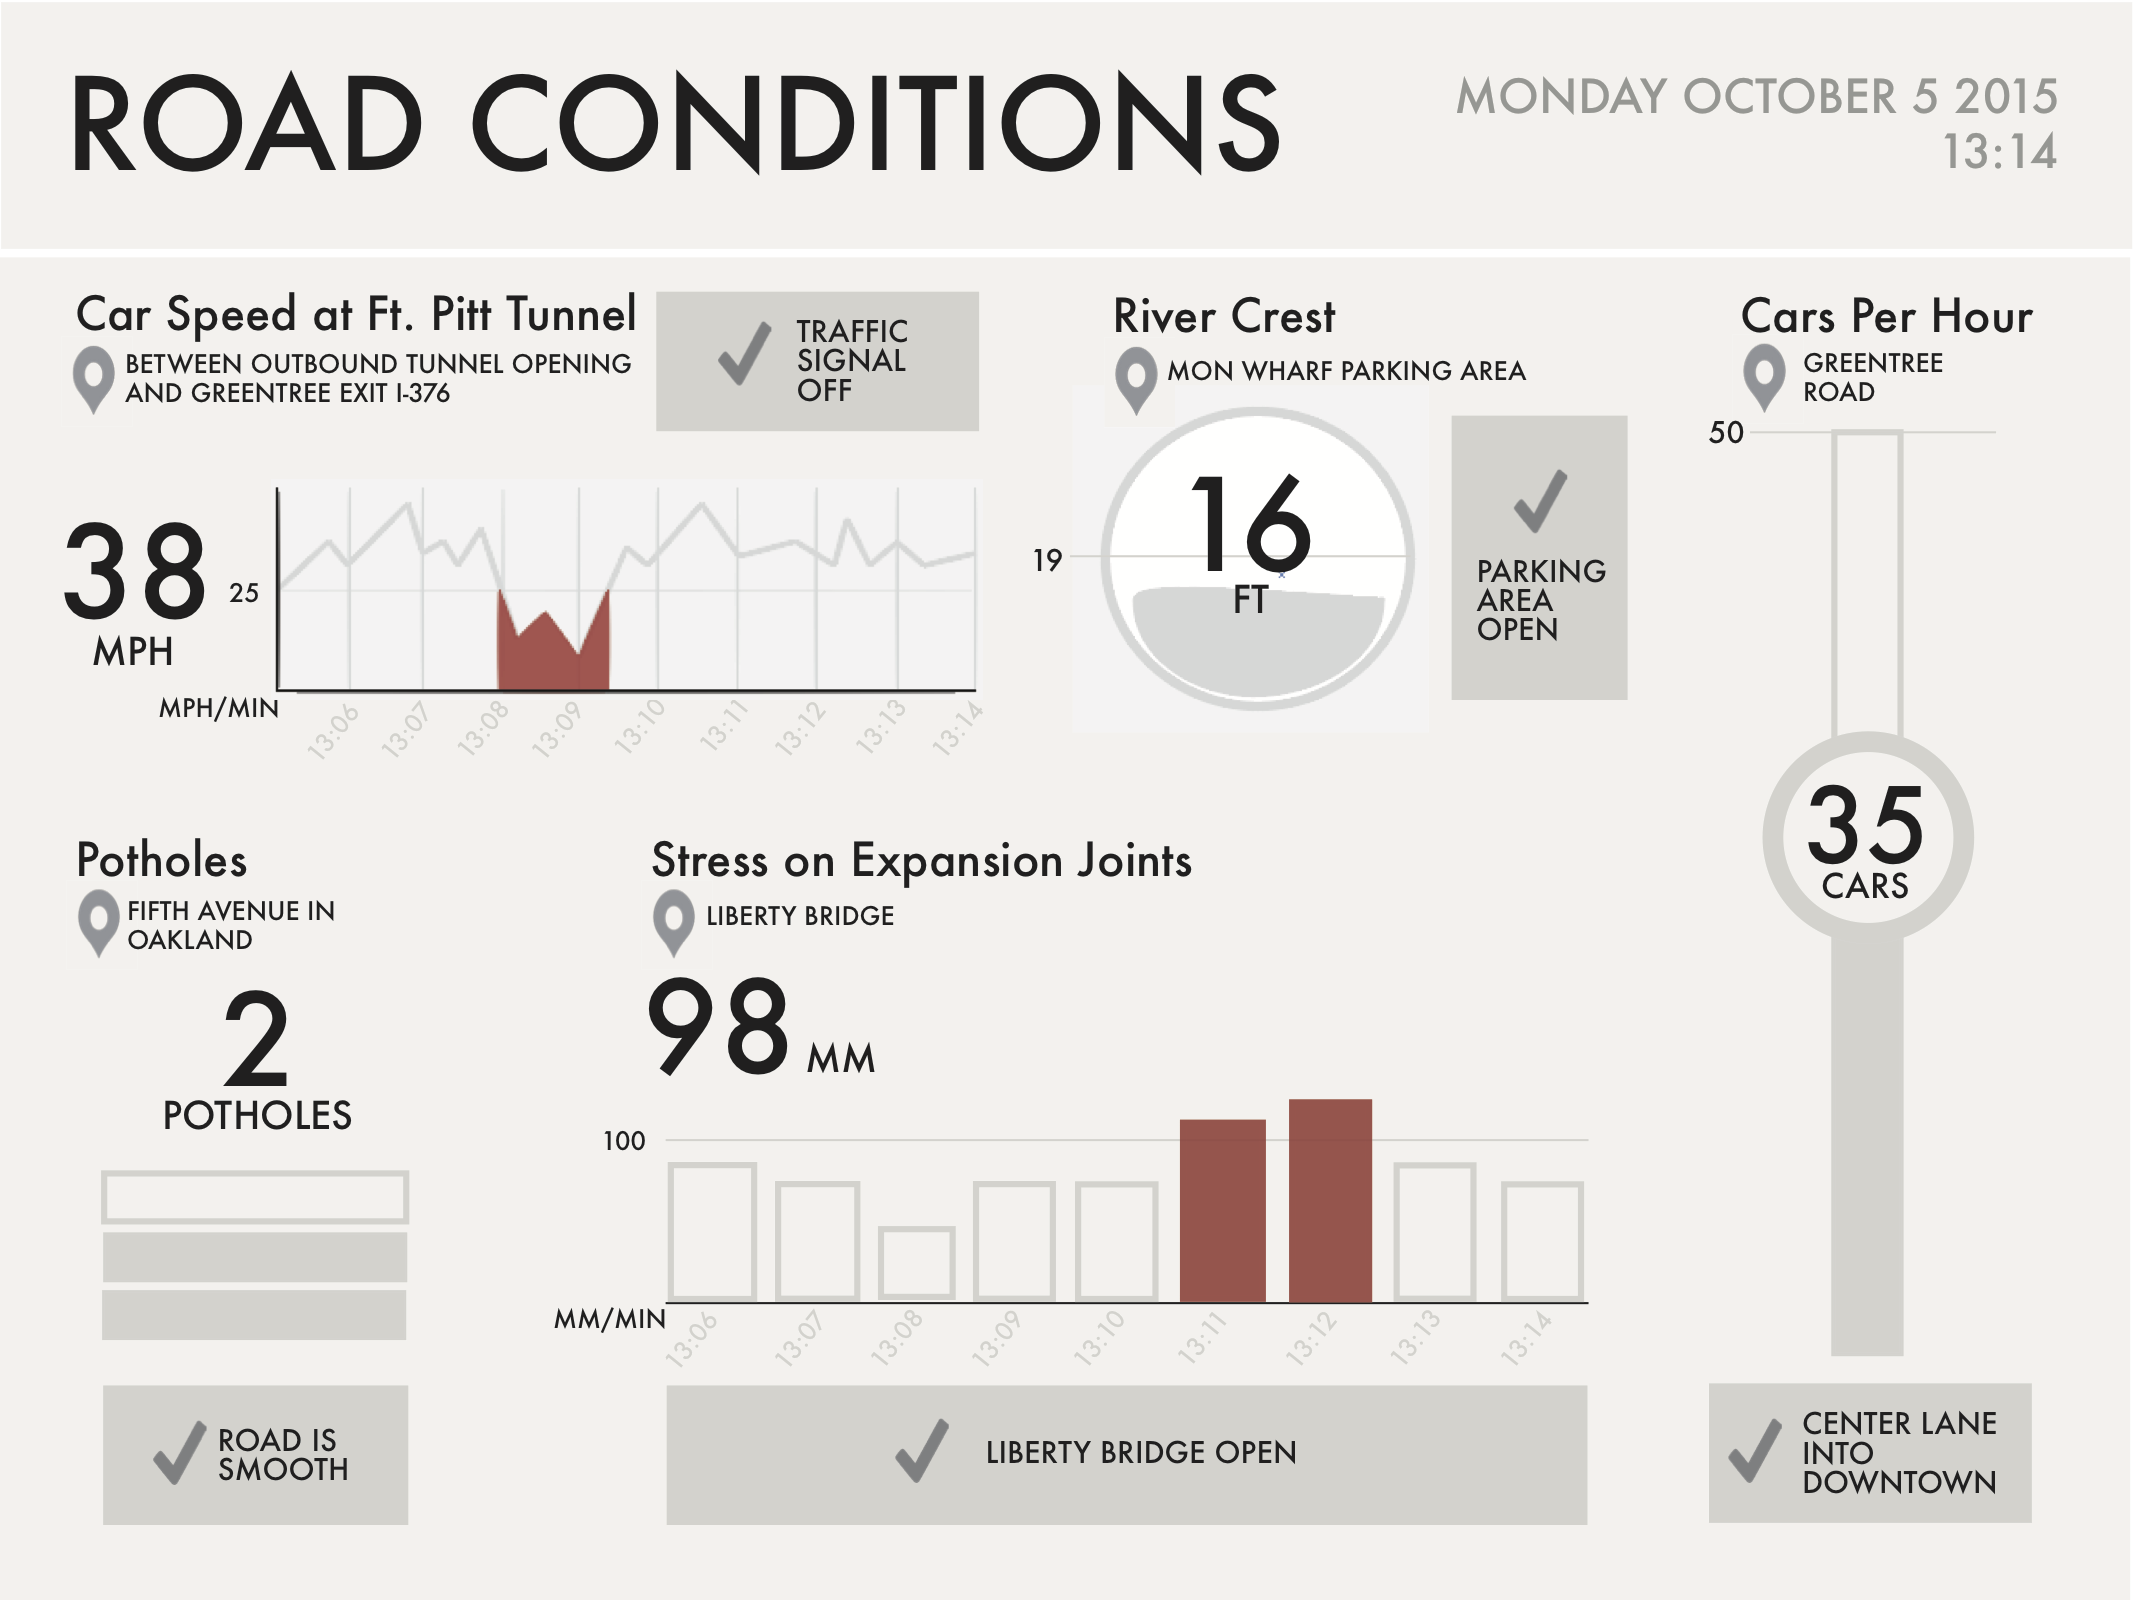 ROAD CONDITIONS
MONDAY OCTOBER 5 2015
13:14
Car Speed at Ft. Pitt Tunnel
BETWEEN OUTBOUND TUNNEL OPENING
AND GREENTREE EXIT I-376
TRAFFIC
SIGNAL
OFF
38
MPH
25
MPH/MIN
13:06
13:07
13:08
13:09
13:10
13:11
13:12
13:13
13:14
River Crest
MON WHARF PARKING AREA
19
16
FT
PARKING
AREA
OPEN
Cars Per Hour
GREENTREE
ROAD
50
35
CARS
CENTER LANE
INTO
DOWNTOWN
Potholes
FIFTH AVENUE IN
OAKLAND
2
POTHOLES
ROAD IS
SMOOTH
Stress on Expansion Joints
LIBERTY BRIDGE
98 MM
100
MM/MIN
13:06
13:07
13:08
13:09
13:10
13:11
13:12
13:13
13:14
LIBERTY BRIDGE OPEN